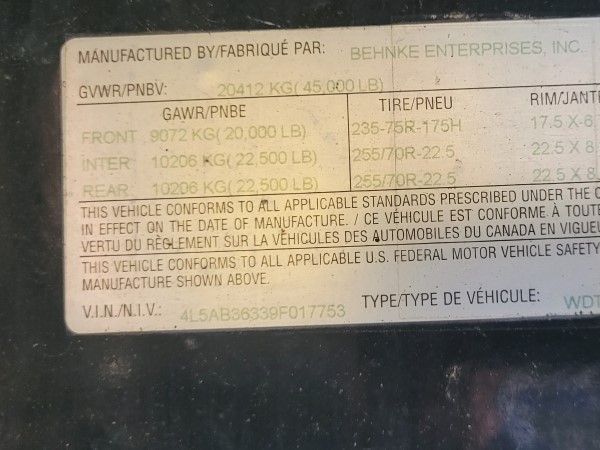 MANUFACTURED BY/FABRIQUÉ PAR: BEHNKE ENTERPRISES, INC.
GVWR/PNBV: 20412 KG( 45,000 LB)
GAWR/PNBE TIRE/PNEU RIM/JANTE
FRONT 9072 KG( 20,000 LB) 235-75R-175H 17.5 X 6.
INTER 10206 KG( 22,500 LB) 255/70R-22.5 22.5 X 8.
REAR 10206 KG( 22,500 LB) 255/70R-22.5 22.5 X 8.
THIS VEHICLE CONFORMS TO ALL APPLICABLE STANDARDS PRESCRIBED UNDER THE
IN EFFECT ON THE DATE OF MANUFACTURE. / CE VÉHICULE EST CONFORME À TOUTE
VERTU DU RÈGLEMENT SUR LA VÉHICULES DES AUTOMOBILES DU CANADA EN VIGUE
THIS VEHICLE CONFORMS TO ALL APPLICABLE U.S. FEDERAL MOTOR VEHICLE SAFETY
MANUFACTURE SHOWN ABOVE.
V.I.N./N.I.V.: 4L5AB36339F017753 TYPE/TYPE DE VÉHICULE: WDT